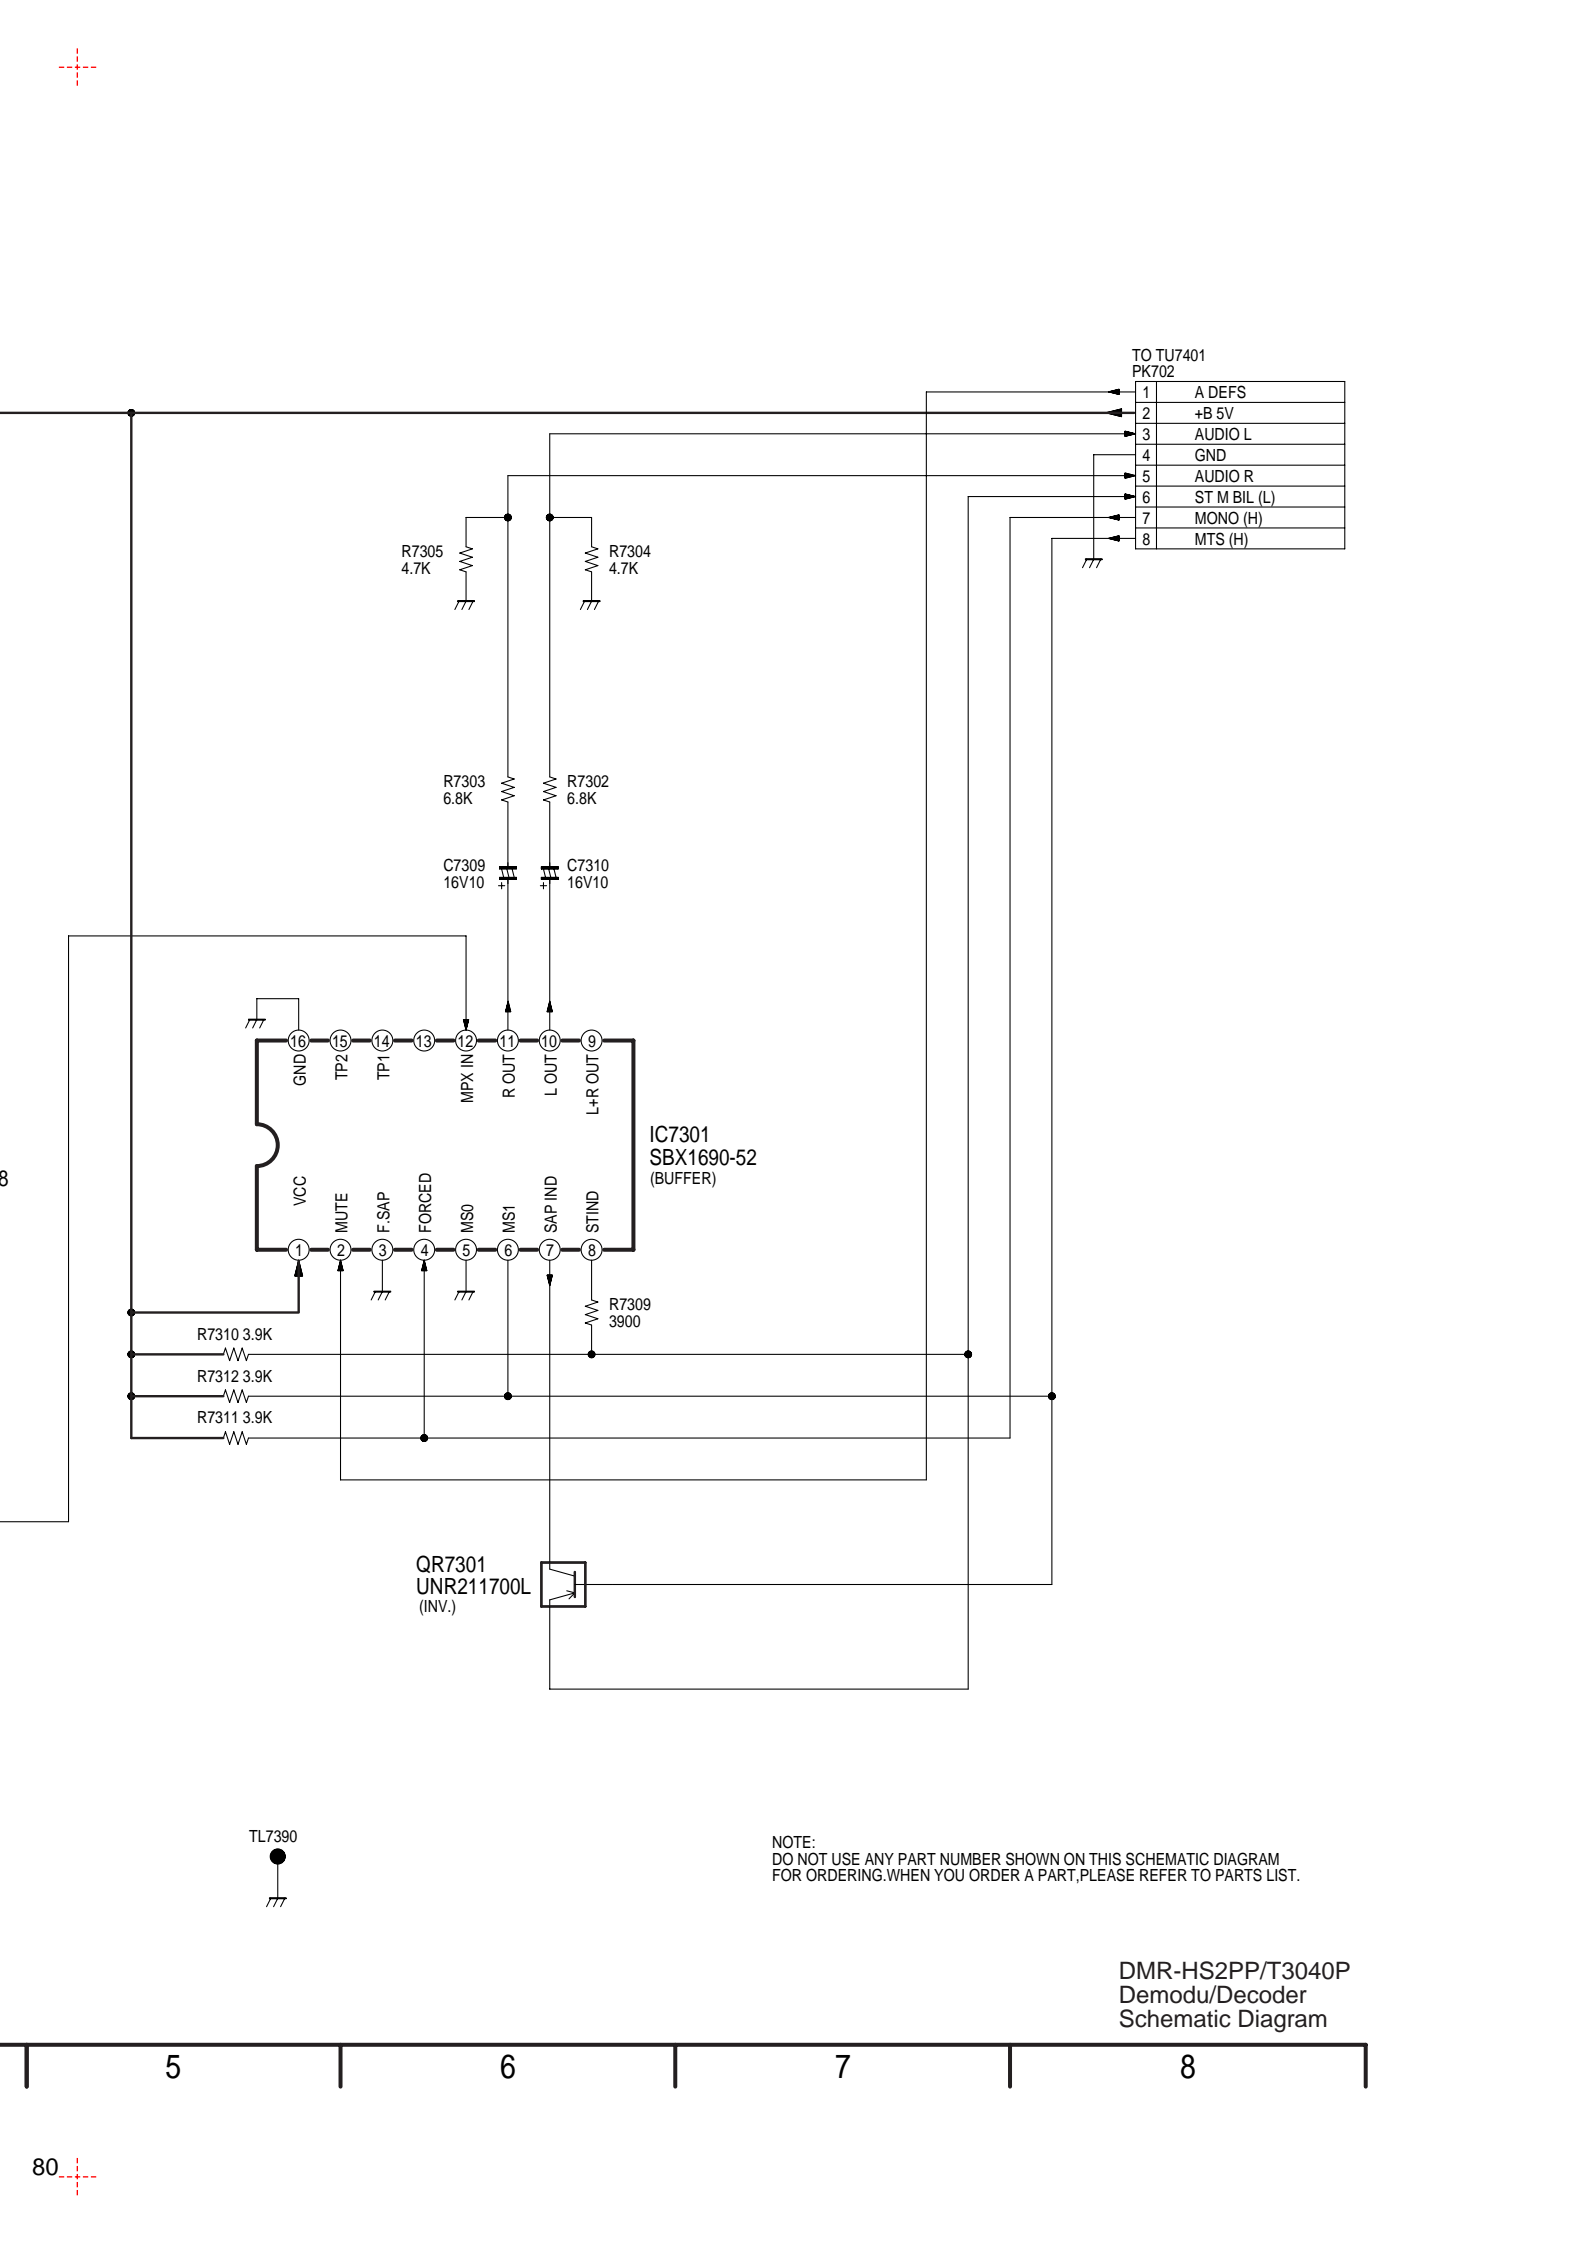 TO TU7401
PK702
1 A DEFS
2 +B 5V
3 AUDIO L
4 GND
5 AUDIO R
6 ST M BIL (L)
7 MONO (H)
8 MTS (H)
R7305
4.7K
R7304
4.7K
R7303
6.8K
R7302
6.8K
C7309
16V10
+
C7310
16V10
+
16 15 14 13 12 11 10 9
GND
TP2
TP1
MPX IN
R OUT
L OUT
L+R OUT
IC7301
SBX1690-52
(BUFFER)
8
VCC
MUTE
F.SAP
FORCED
MS0
MS1
SAP IND
STIND
1 2 3 4 5 6 7 8
R7309
3900
R7310 3.9K
R7312 3.9K
R7311 3.9K
QR7301
UNR211700L
(INV.)
TL7390
NOTE:
DO NOT USE ANY PART NUMBER SHOWN ON THIS SCHEMATIC DIAGRAM
FOR ORDERING.WHEN YOU ORDER A PART,PLEASE REFER TO PARTS LIST.
DMR-HS2PP/T3040P
Demodu/Decoder
Schematic Diagram
5 6 7 8
80